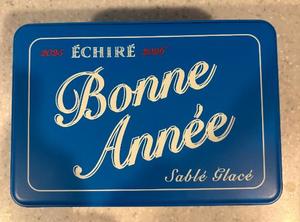 ÉCHIRÉ
Bonne
Année
Sablé Glacé